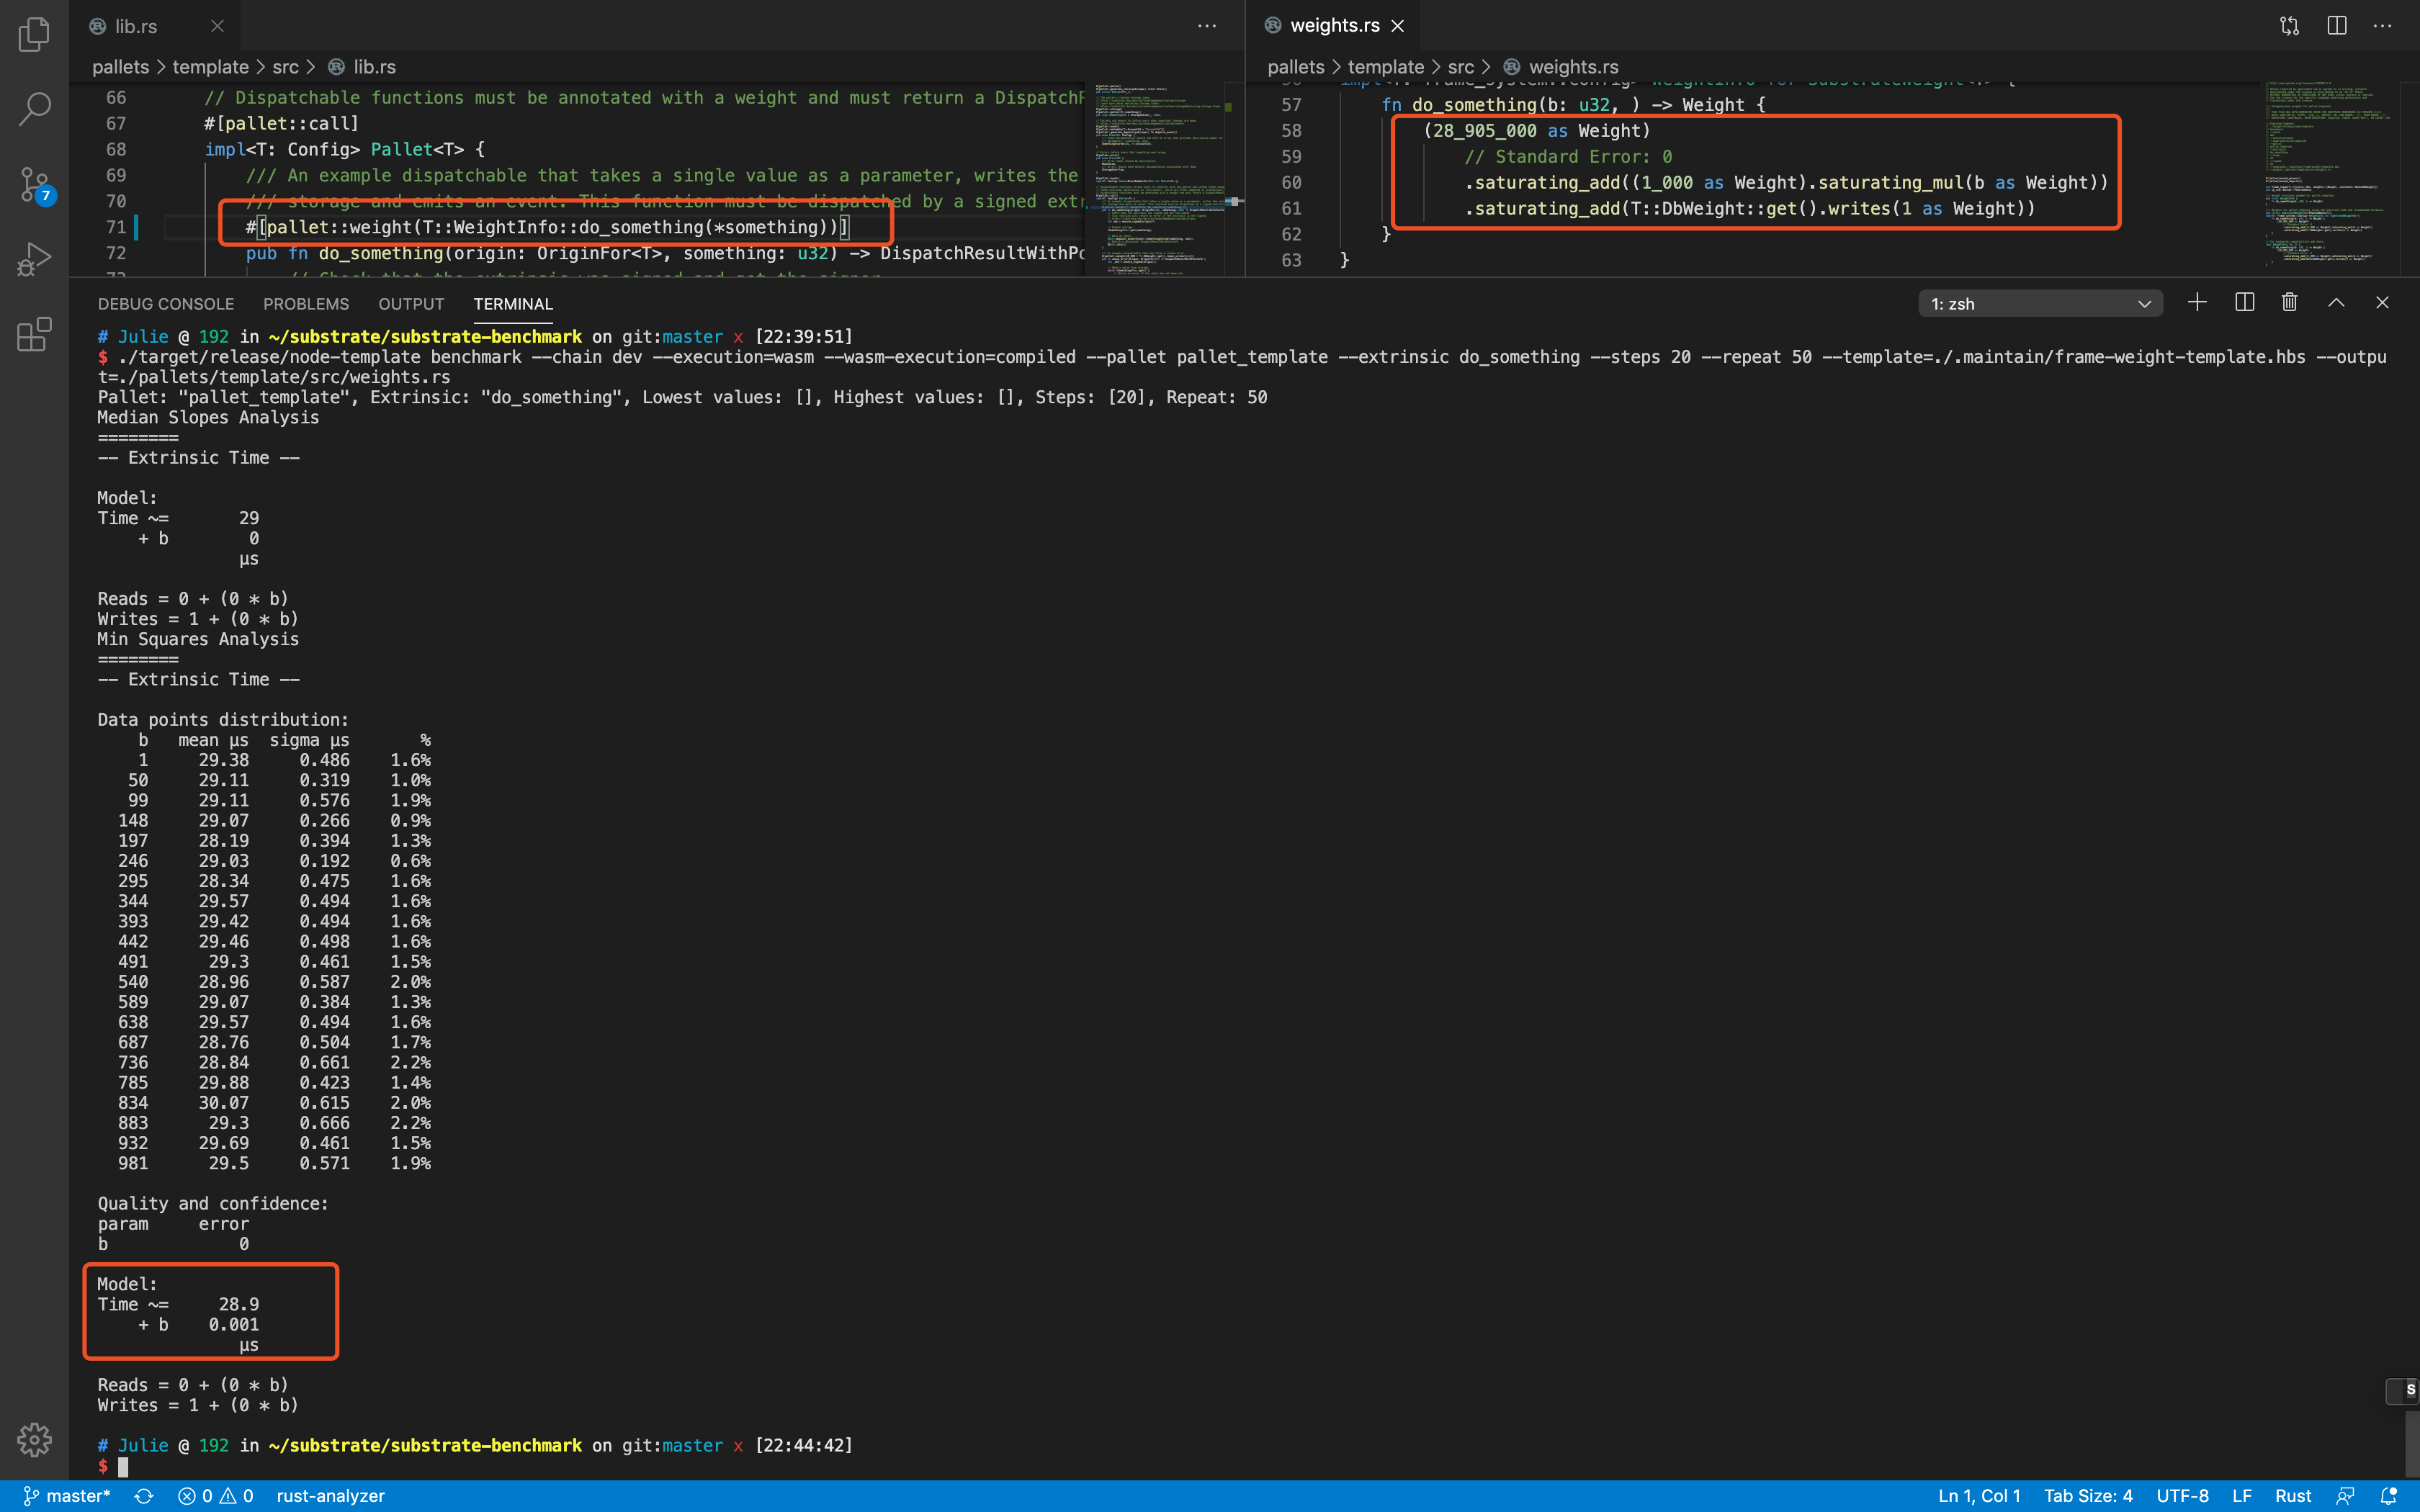 lib.rs
weights.rs
pallets > template > src > lib.rs
66 // Dispatchable functions must be annotated with a weight and must return a DispatchR
67 #[pallet::call]
68 impl<T: Config> Pallet<T> {
69 /// An example dispatchable that takes a single value as a parameter, writes the
70 /// storage and emits an event. This function must be dispatched by a signed extr
71 #[pallet::weight(T::WeightInfo::do_something(*something))]
72 pub fn do_something(origin: OriginFor<T>, something: u32) -> DispatchResultWithPo
73 // Check that the extrinsic was signed and get the signer
pallets > template > src > weights.rs
56 impl<T: frame_system::Config> WeightInfo for SubstrateWeight<T> {
57 fn do_something(b: u32, ) -> Weight {
58 (28_905_000 as Weight)
59 // Standard Error: 0
60 .saturating_add((1_000 as Weight).saturating_mul(b as Weight))
61 .saturating_add(T::DbWeight::get().writes(1 as Weight))
62 }
63 }
7
DEBUG CONSOLE PROBLEMS OUTPUT TERMINAL
1: zsh
# Julie @ 192 in ~/substrate/substrate-benchmark on git:master x [22:39:51]
$ ./target/release/node-template benchmark --chain dev --execution=wasm --wasm-execution=compiled --pallet pallet_template --extrinsic do_something --steps 20 --repeat 50 --template=./.maintain/frame-weight-template.hbs --outpu
t=./pallets/template/src/weights.rs
Pallet: "pallet_template", Extrinsic: "do_something", Lowest values: [], Highest values: [], Steps: [20], Repeat: 50
Median Slopes Analysis
========
-- Extrinsic Time --
Model:
Time ~= 29
+ b 0
µs
Reads = 0 + (0 * b)
Writes = 1 + (0 * b)
Min Squares Analysis
========
-- Extrinsic Time --
Data points distribution:
b mean µs sigma µs %
1 29.38 0.486 1.6%
50 29.11 0.319 1.0%
99 29.11 0.576 1.9%
148 29.07 0.266 0.9%
197 28.19 0.394 1.3%
246 29.03 0.192 0.6%
295 28.34 0.475 1.6%
344 29.57 0.494 1.6%
393 29.42 0.494 1.6%
442 29.46 0.498 1.6%
491 29.3 0.461 1.5%
540 28.96 0.587 2.0%
589 29.07 0.384 1.3%
638 29.57 0.494 1.6%
687 28.76 0.504 1.7%
736 28.84 0.661 2.2%
785 29.88 0.423 1.4%
834 30.07 0.615 2.0%
883 29.3 0.666 2.2%
932 29.69 0.461 1.5%
981 29.5 0.571 1.9%
Quality and confidence:
param error
b 0
Model:
Time ~= 28.9
+ b 0.001
µs
Reads = 0 + (0 * b)
Writes = 1 + (0 * b)
S
# Julie @ 192 in ~/substrate/substrate-benchmark on git:master x [22:44:42]
$
master* 0 0 rust-analyzer Ln 1, Col 1 Tab Size: 4 UTF-8 LF Rust